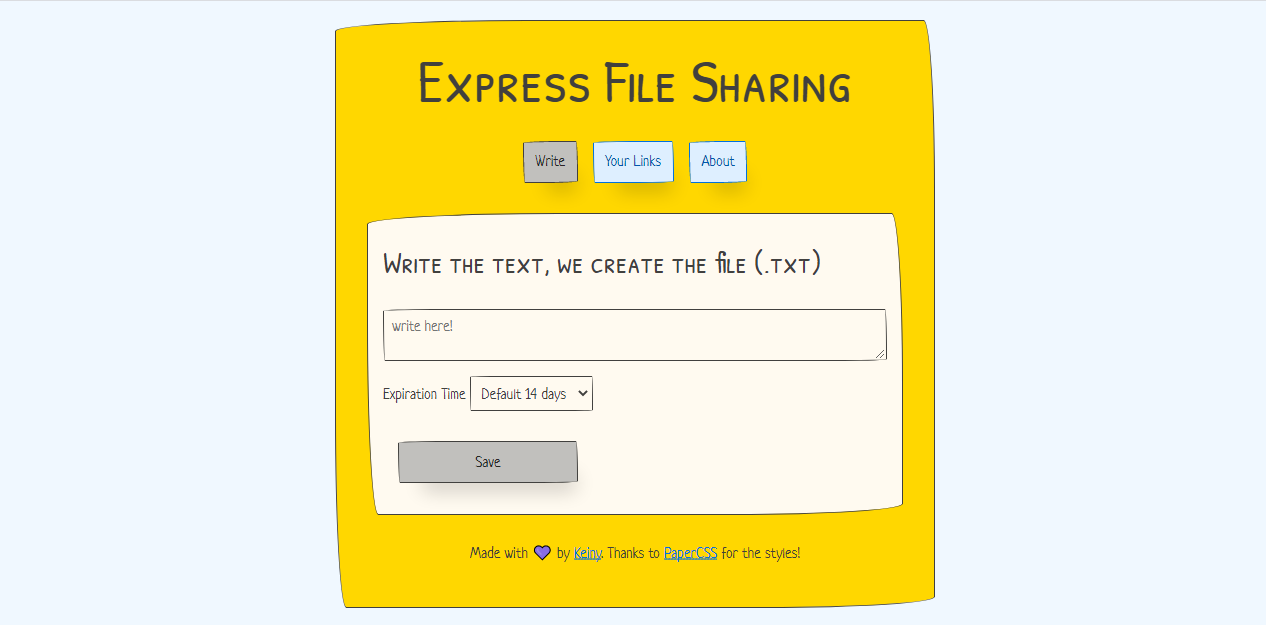 Express File Sharing
Write Your Links About
Write the text, we create the file (.txt)
write here!
Expiration Time Default 14 days
Save
Made with 💜 by Keiny. Thanks to PaperCSS for the styles!